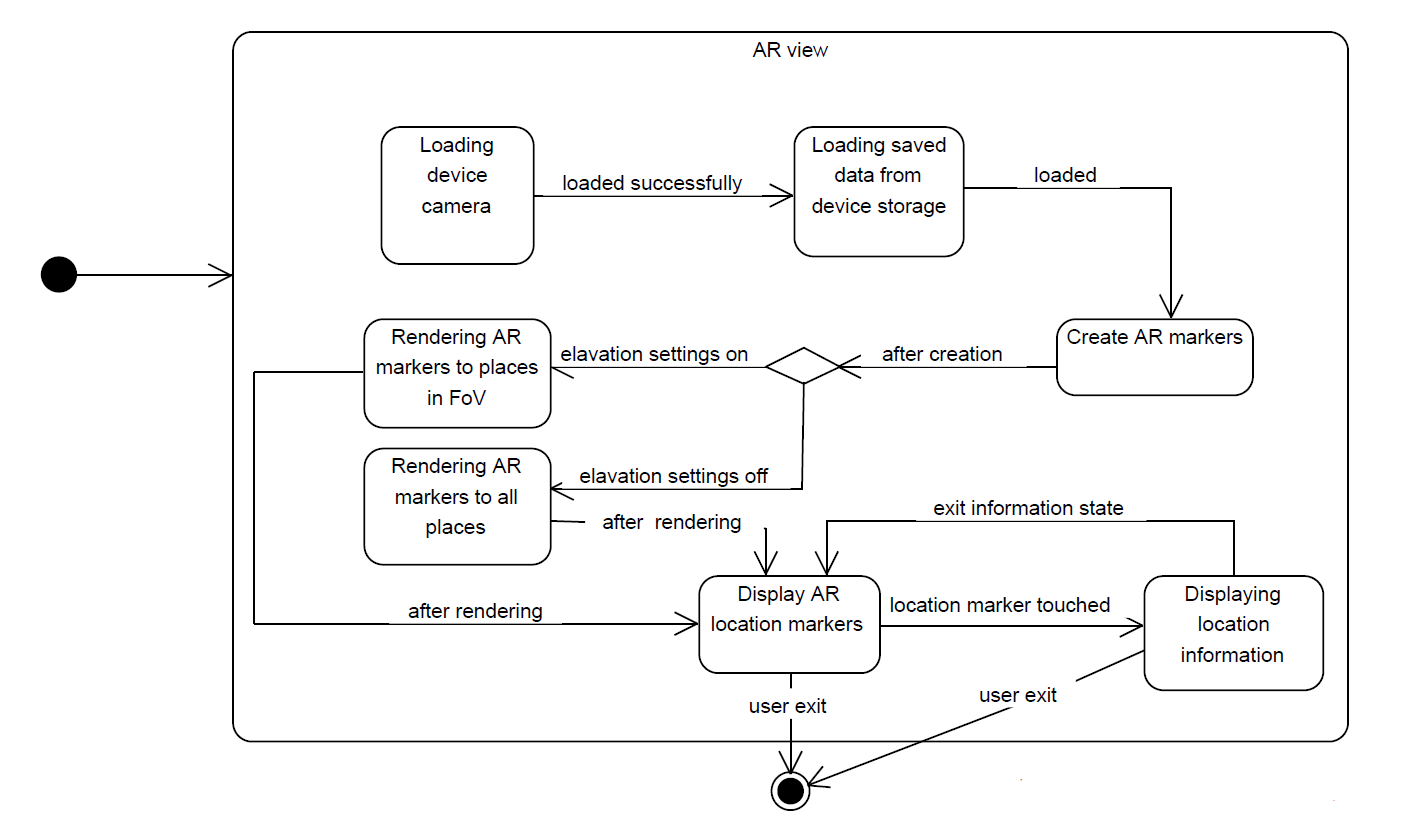 AR view
Loading
device
camera
loaded successfully
Loading saved
data from
device storage
loaded
Rendering AR
markers to places
in FoV
elavation settings on
after creation
Create AR markers
Rendering AR
markers to all
places
elavation settings off
after rendering
exit information state
after rendering
Display AR
location markers
location marker touched
Displaying
location
information
user exit
user exit